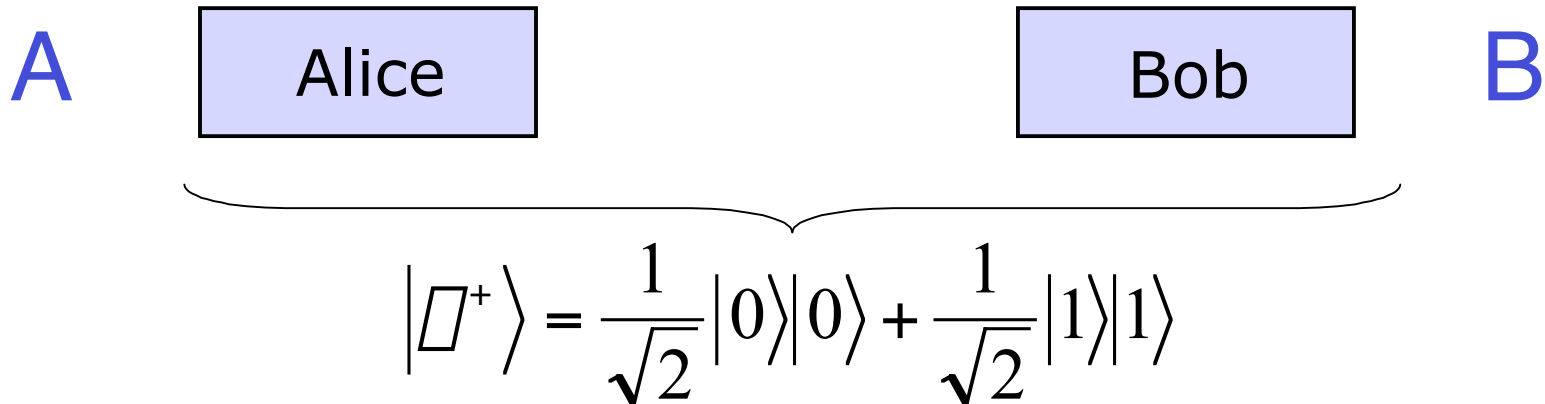 A Alice Bob B
|▯⁺⟩ = 1/√2 |0⟩|0⟩ + 1/√2 |1⟩|1⟩